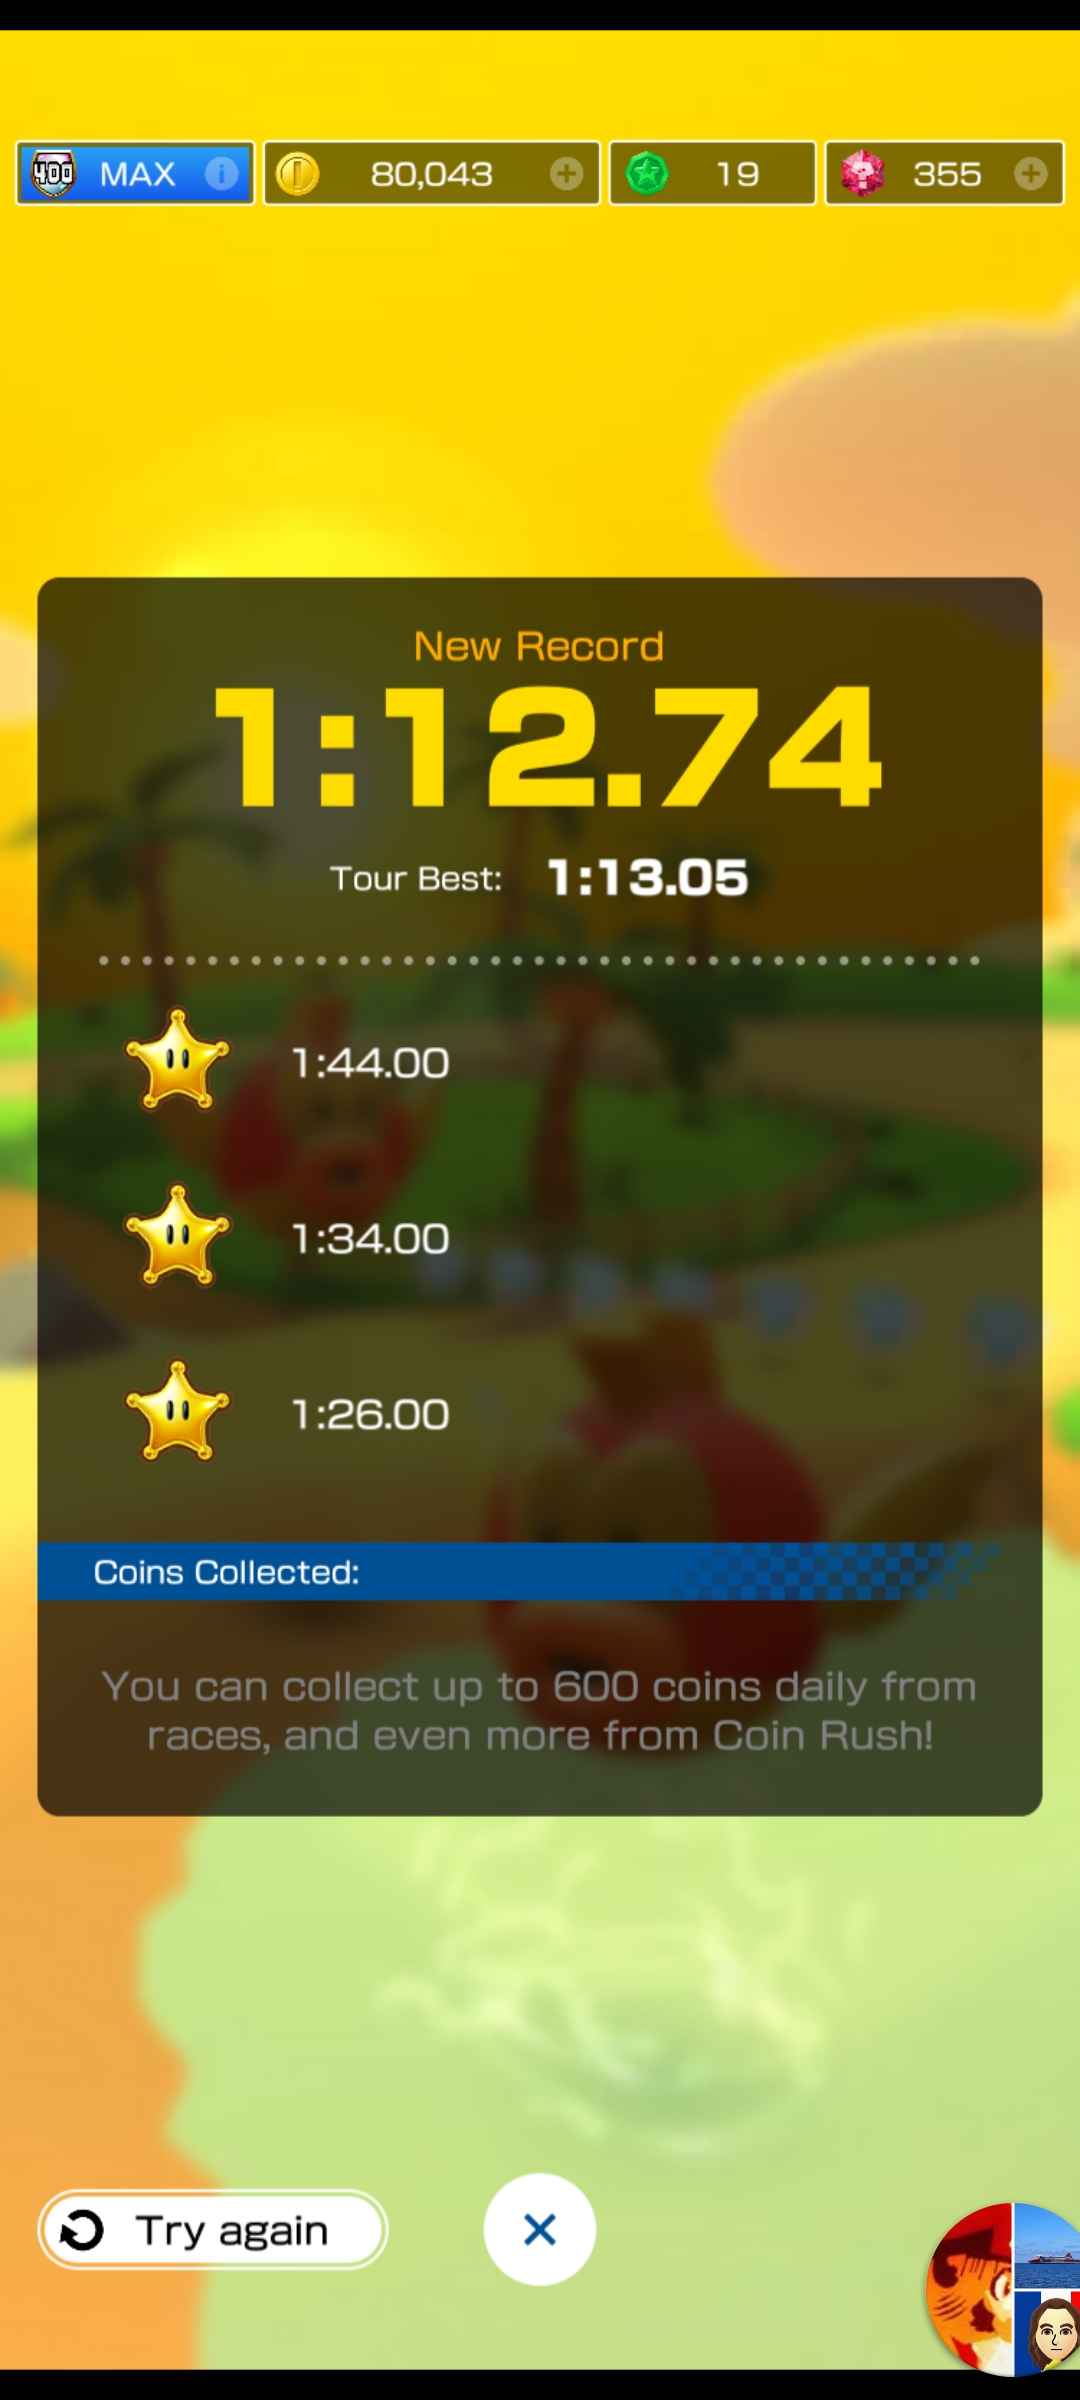 400 MAX i 80,043 + 19 355 +
New Record
1:12.74
Tour Best: 1:13.05
1:44.00
1:34.00
1:26.00
Coins Collected:
You can collect up to 600 coins daily from
races, and even more from Coin Rush!
Try again